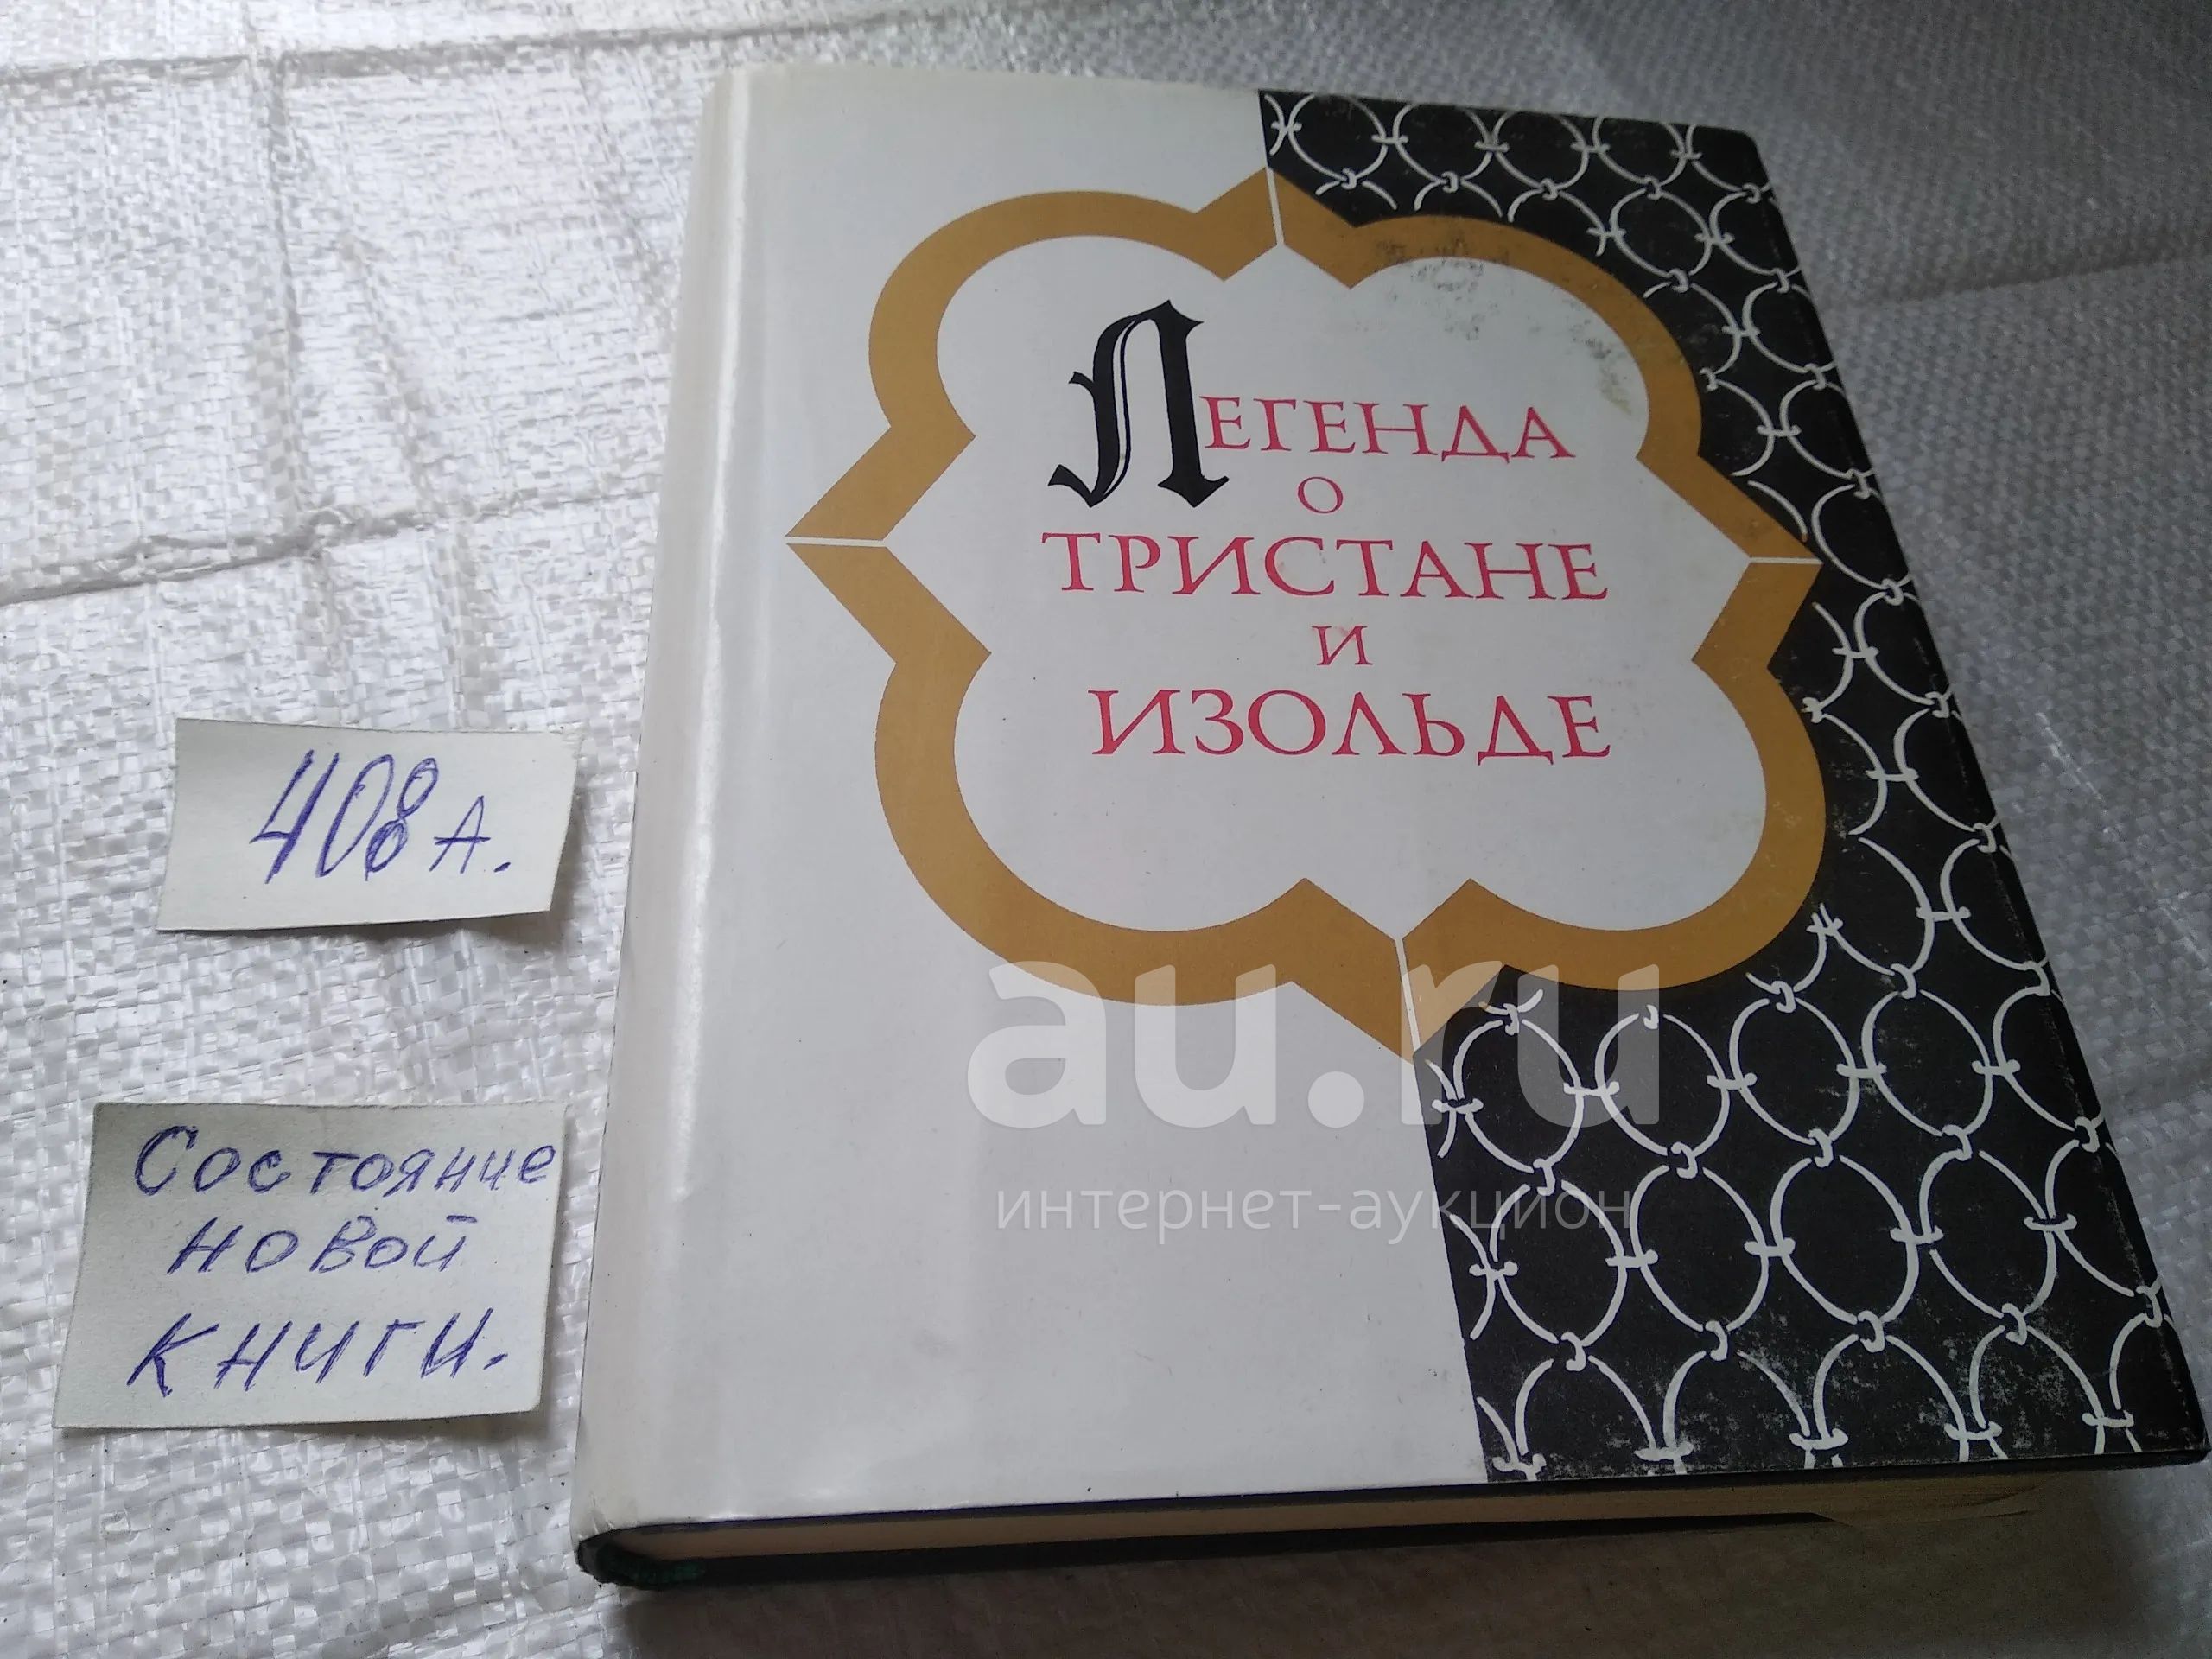 Легенда
о
Тристане
и
Изольде
408 А.
Состояние
новой
книги.
au.ru
интернет-аукцион